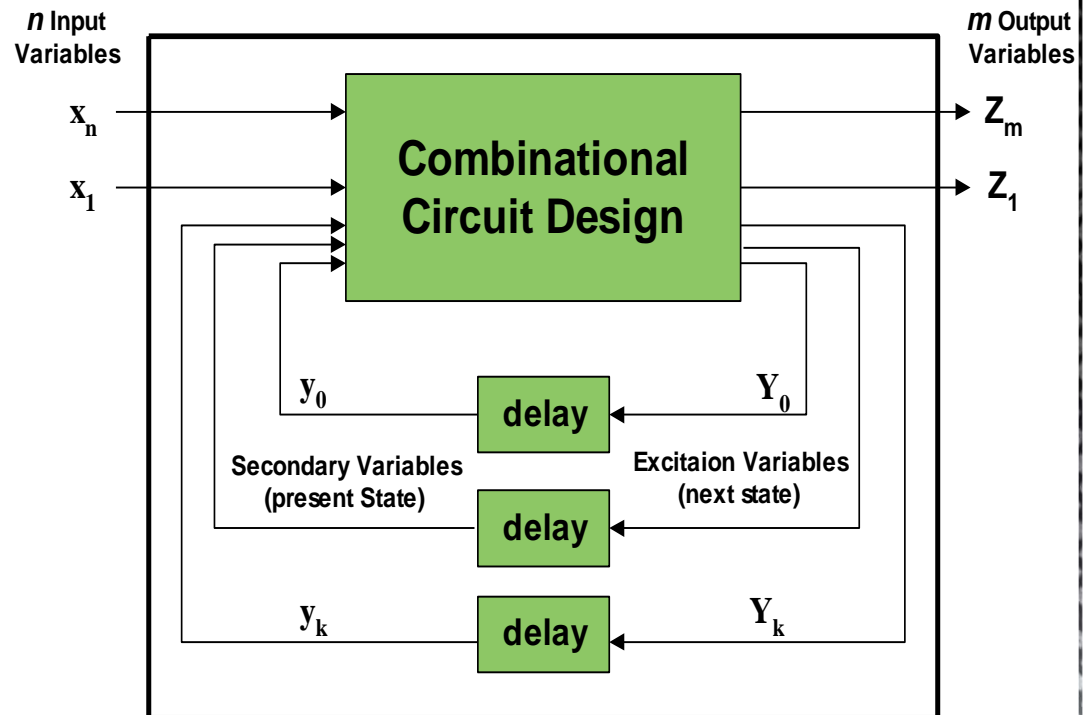 n Input
Variables
m Output
Variables
xn
x1
Combinational
Circuit Design
Zm
Z1
y0
delay
Y0
Secondary Variables
(present State)
Excitaion Variables
(next state)
delay
yk
delay
Yk